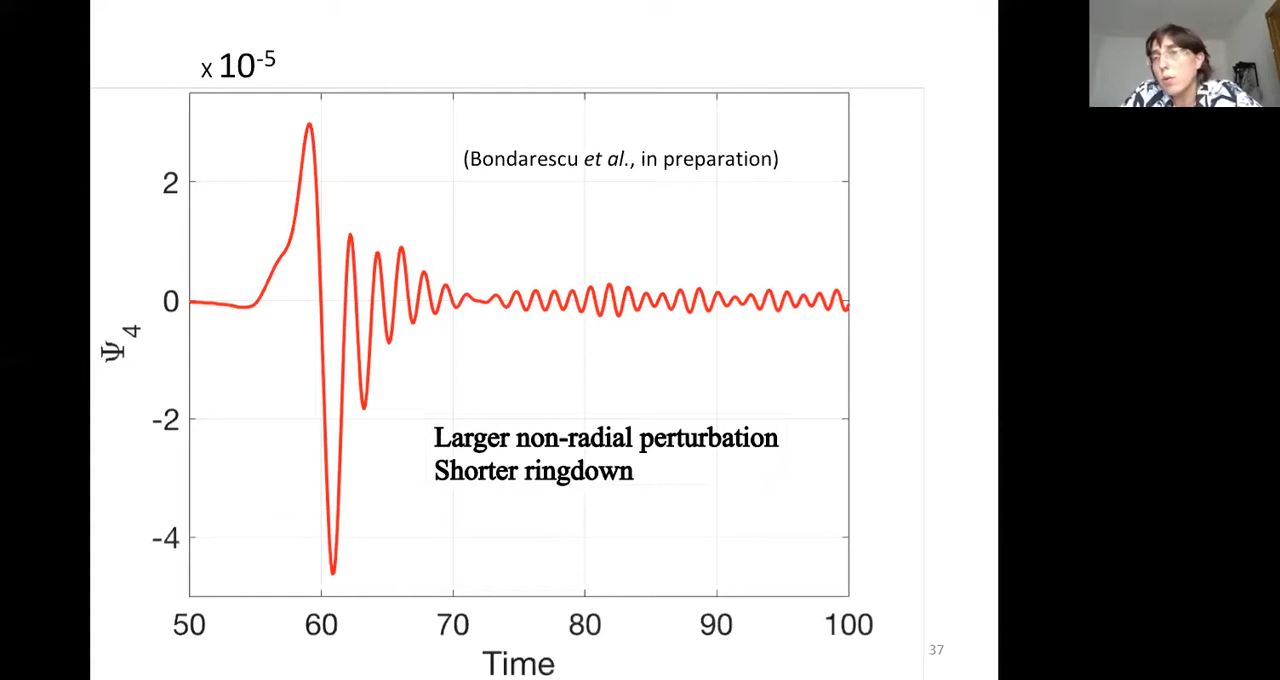 x 10-5
(Bondarescu et al., in preparation)
2
0
-2
-4
Ψ4
Larger non-radial perturbation
Shorter ringdown
50 60 70 80 90 100
Time
37